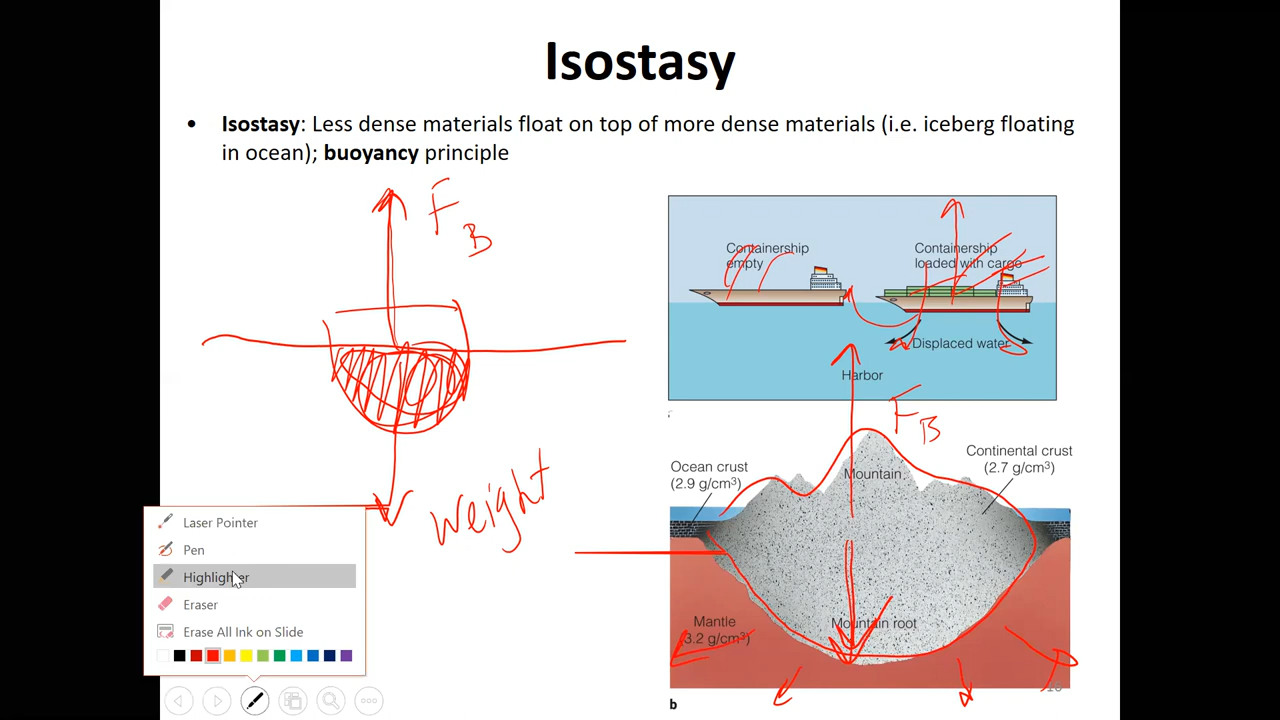 Isostasy
• Isostasy: Less dense materials float on top of more dense materials (i.e. iceberg floating
in ocean); buoyancy principle
F B
Weight
Containership
empty
Containership
loaded with cargo
Displaced water
Harbor
F B
Mountain
Ocean crust
(2.9 g/cm³)
Continental crust
(2.7 g/cm³)
Mantle
(3.2 g/cm³)
Mountain root
b
Laser Pointer
Pen
Highlighter
Eraser
Erase All Ink on Slide